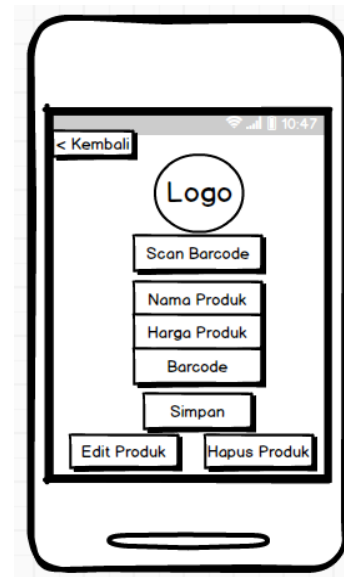 10:47
< Kembali
Logo
Scan Barcode
Nama Produk
Harga Produk
Barcode
Simpan
Edit Produk Hapus Produk